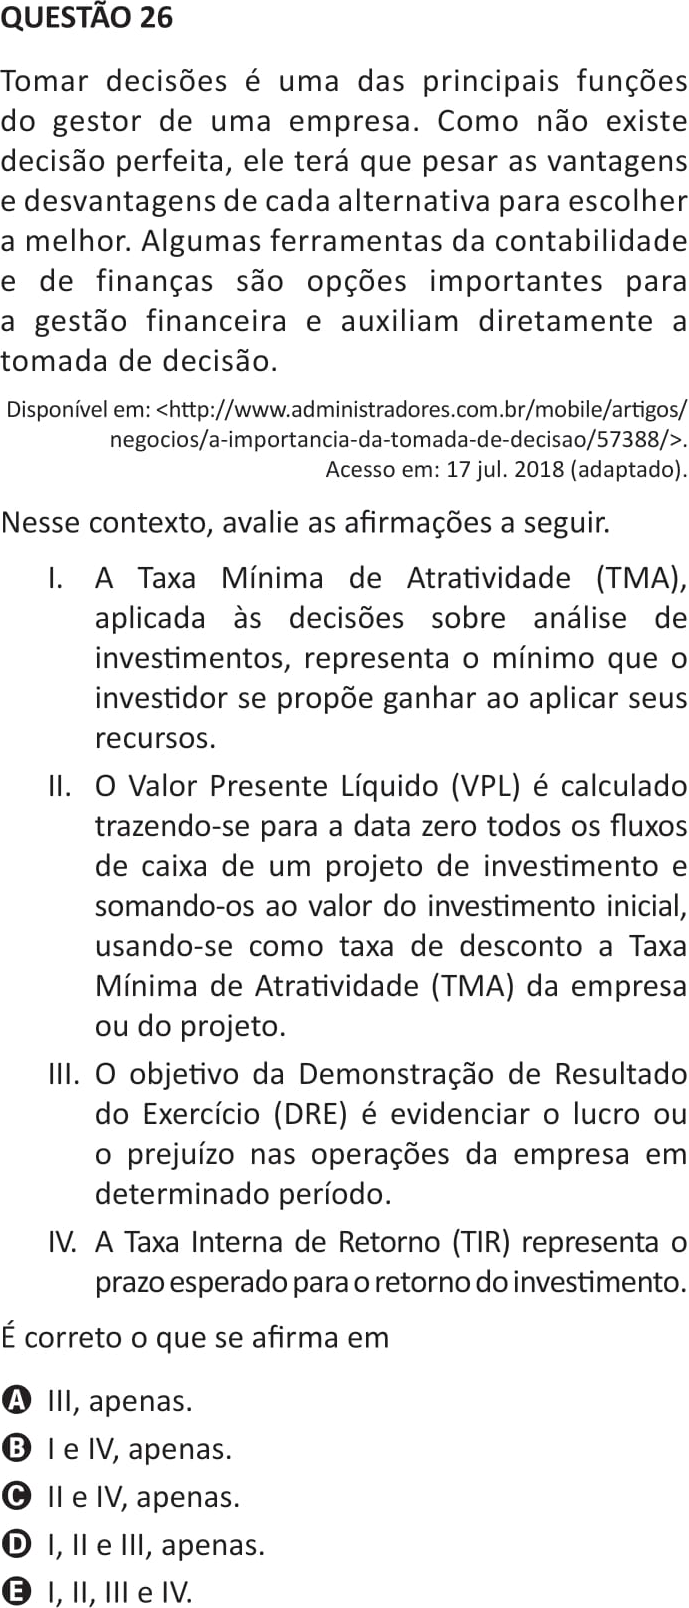 QUESTÃO 26
Tomar decisões é uma das principais funções
do gestor de uma empresa. Como não existe
decisão perfeita, ele terá que pesar as vantagens
e desvantagens de cada alternativa para escolher
a melhor. Algumas ferramentas da contabilidade
e de finanças são opções importantes para
a gestão financeira e auxiliam diretamente a
tomada de decisão.
Disponível em: <http://www.administradores.com.br/mobile/artigos/
negocios/a-importancia-da-tomada-de-decisao/57388/>.
Acesso em: 17 jul. 2018 (adaptado).
Nesse contexto, avalie as afirmações a seguir.
I. A Taxa Mínima de Atratividade (TMA),
aplicada às decisões sobre análise de
investimentos, representa o mínimo que o
investidor se propõe ganhar ao aplicar seus
recursos.
II. O Valor Presente Líquido (VPL) é calculado
trazendo-se para a data zero todos os fluxos
de caixa de um projeto de investimento e
somando-os ao valor do investimento inicial,
usando-se como taxa de desconto a Taxa
Mínima de Atratividade (TMA) da empresa
ou do projeto.
III. O objetivo da Demonstração de Resultado
do Exercício (DRE) é evidenciar o lucro ou
o prejuízo nas operações da empresa em
determinado período.
IV. A Taxa Interna de Retorno (TIR) representa o
prazo esperado para o retorno do investimento.
É correto o que se afirma em
A III, apenas.
B I e IV, apenas.
C II e IV, apenas.
D I, II e III, apenas.
E I, II, III e IV.